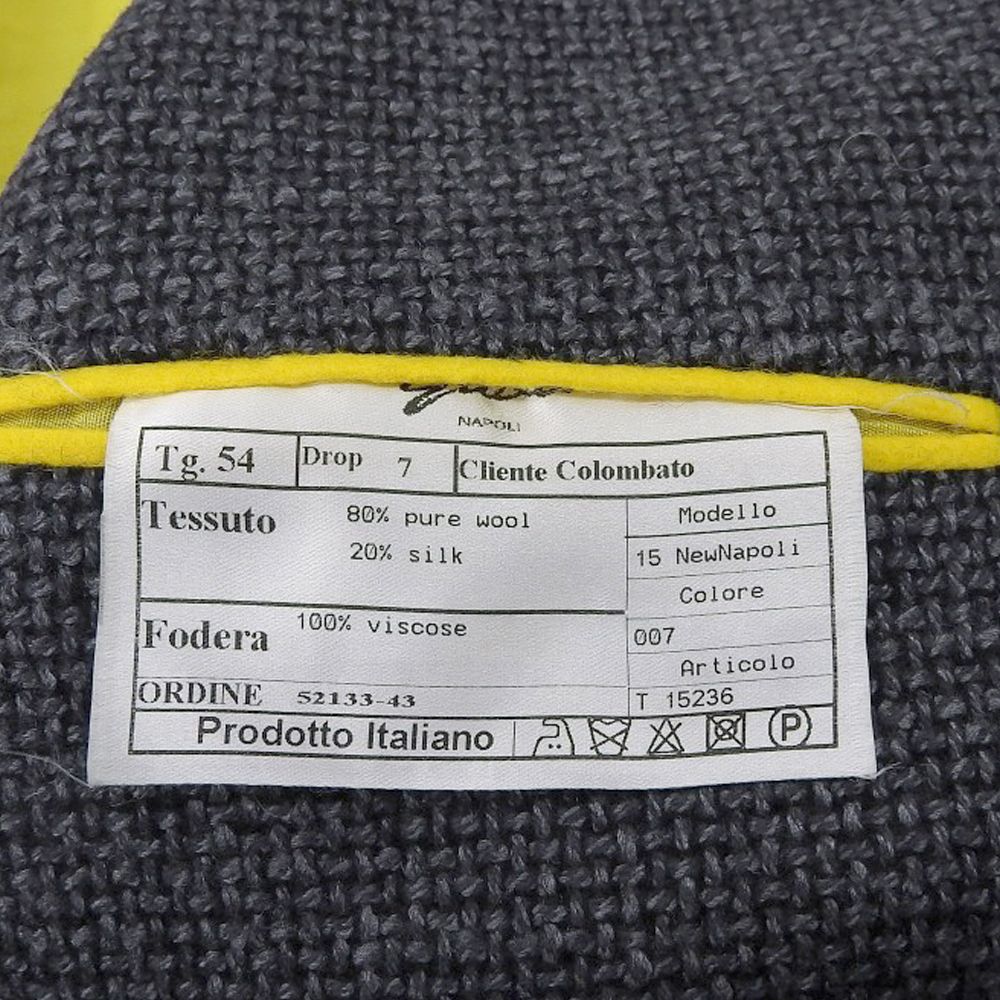 NAPOLI
Tg. 54 Drop 7 Cliente Colombato
Tessuto 80% pure wool
20% silk
Modello
15 NewNapoli
Colore
Fodera 100% viscose
007
Articolo
ORDINE 52133-43 T 15236
Prodotto Italiano P